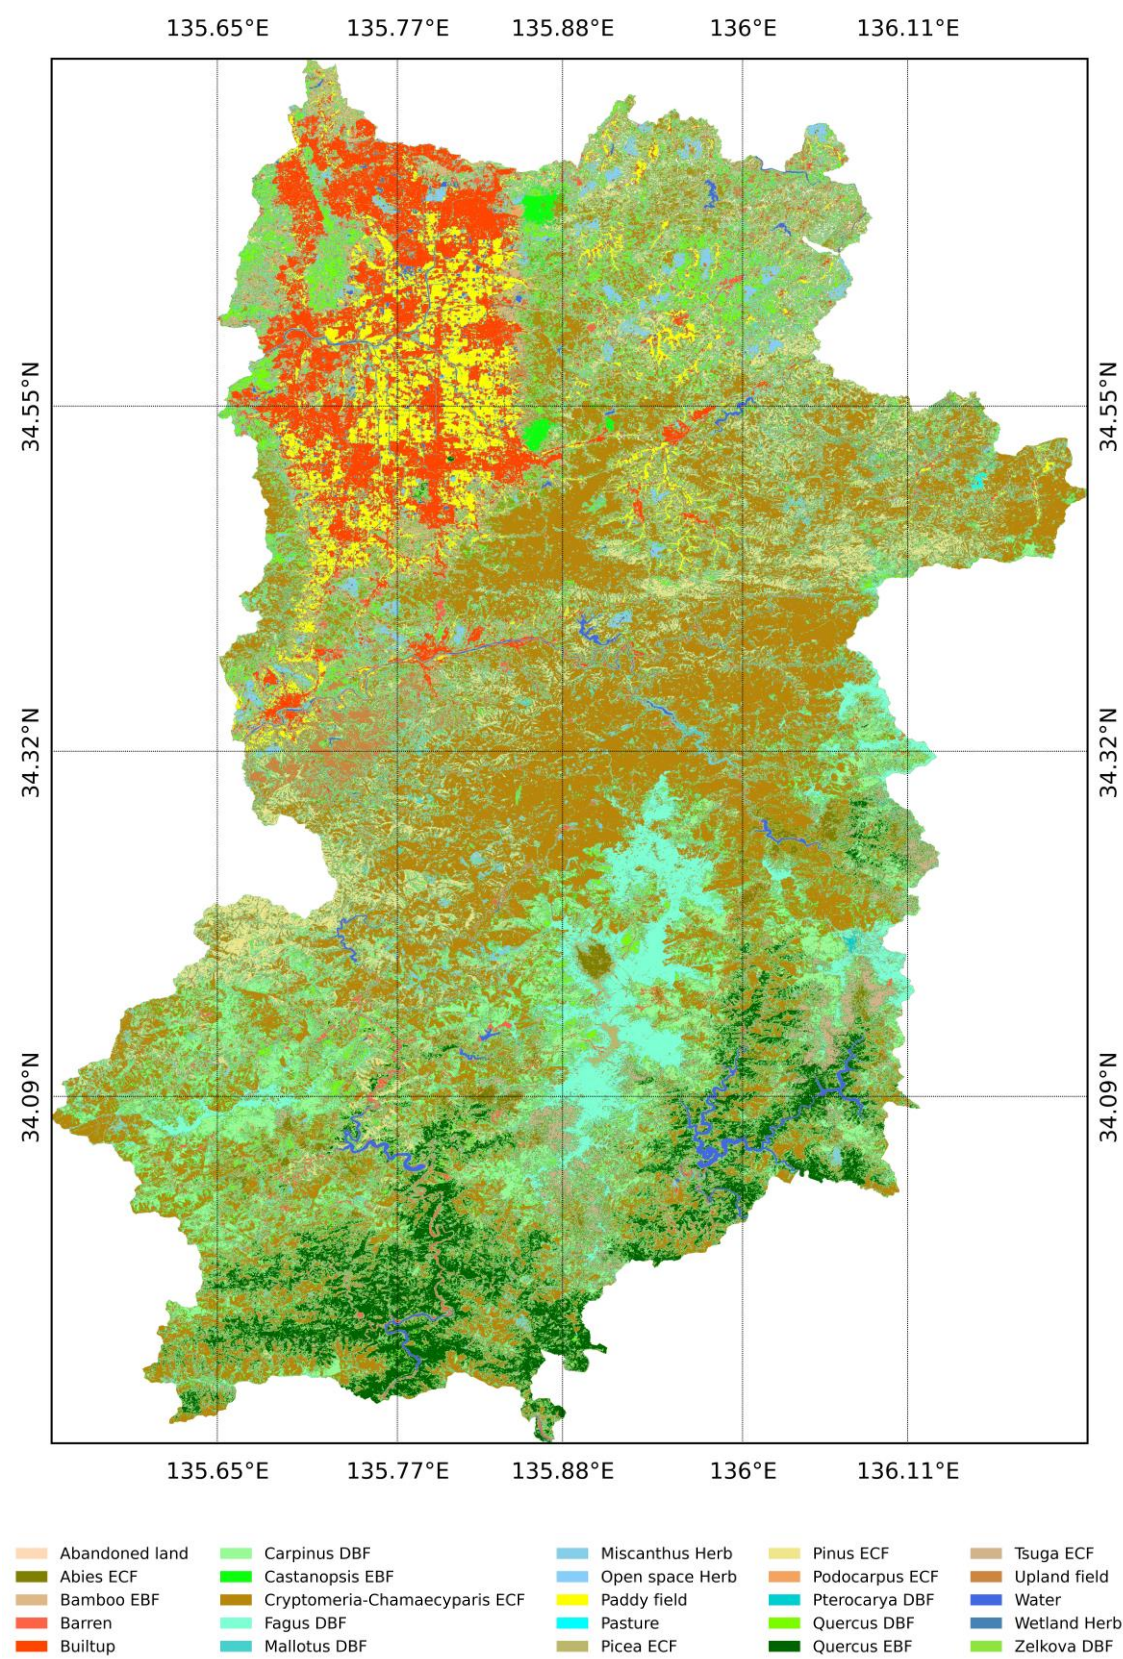 135.65°E 135.77°E 135.88°E 136°E 136.11°E
34.55°N 34.55°N
34.32°N 34.32°N
34.09°N 34.09°N
135.65°E 135.77°E 135.88°E 136°E 136.11°E
Abandoned land Carpinus DBF Miscanthus Herb Pinus ECF Tsuga ECF
Abies ECF Castanopsis EBF Open space Herb Podocarpus ECF Upland field
Bamboo EBF Cryptomeria-Chamaecyparis ECF Paddy field Pterocarya DBF Water
Barren Fagus DBF Pasture Quercus DBF Wetland Herb
Builtup Mallotus DBF Picea ECF Quercus EBF Zelkova DBF